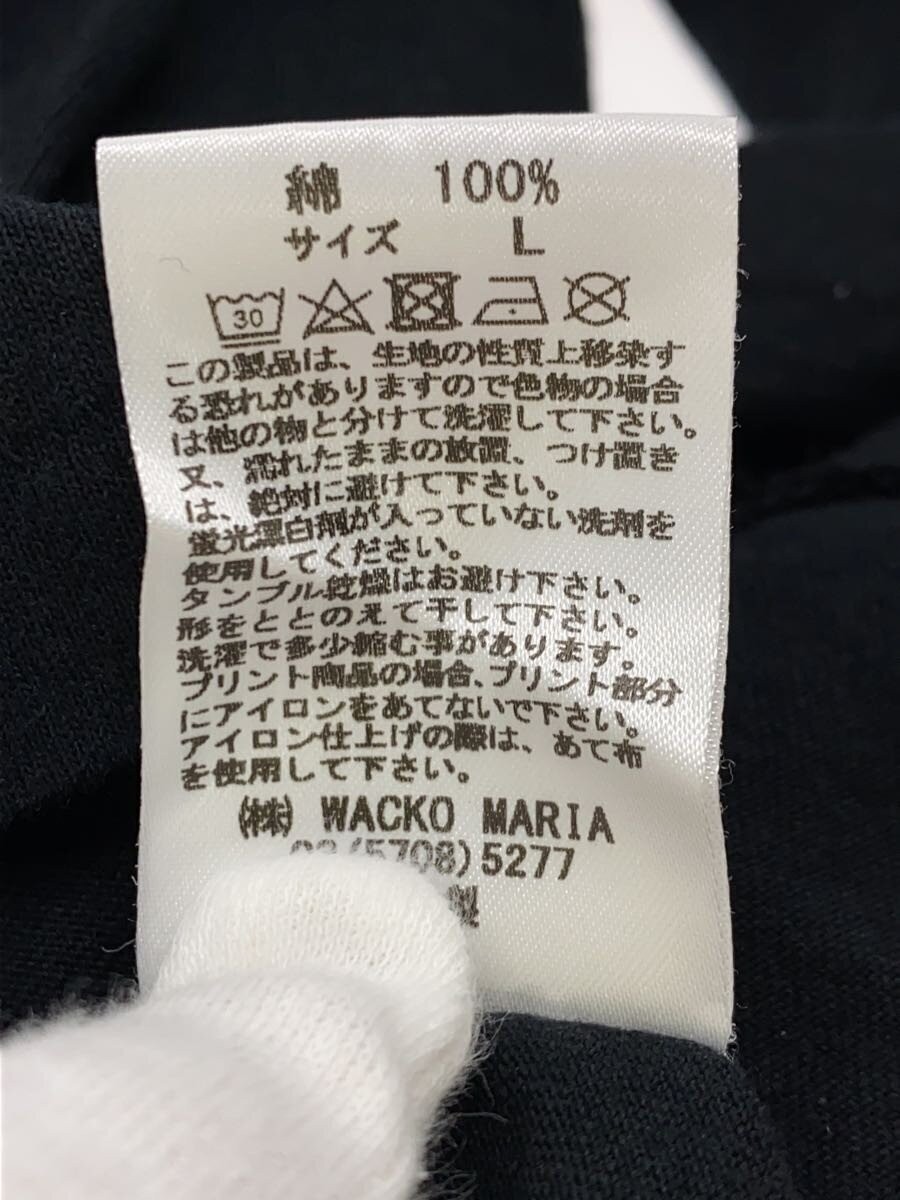 綿 100%
サイズ L
30
この製品は、生地の性質上移染す
る恐れがありますので色物の場合
は他の物と分けて洗濯して下さい。
又、濡れたままの放置、つけ置き
は、絶対に避けて下さい。
蛍光漂白剤が入っていない洗剤を
使用してください。
タンブル乾燥はお避け下さい。
形をととのえて干して下さい。
洗濯で多少縮む事があります。
プリント商品の場合、プリント部分
にアイロンをあてないで下さい。
アイロン仕上げの際は、あて布
を使用して下さい。
㈱ WACKO MARIA
03(5708)5277
製